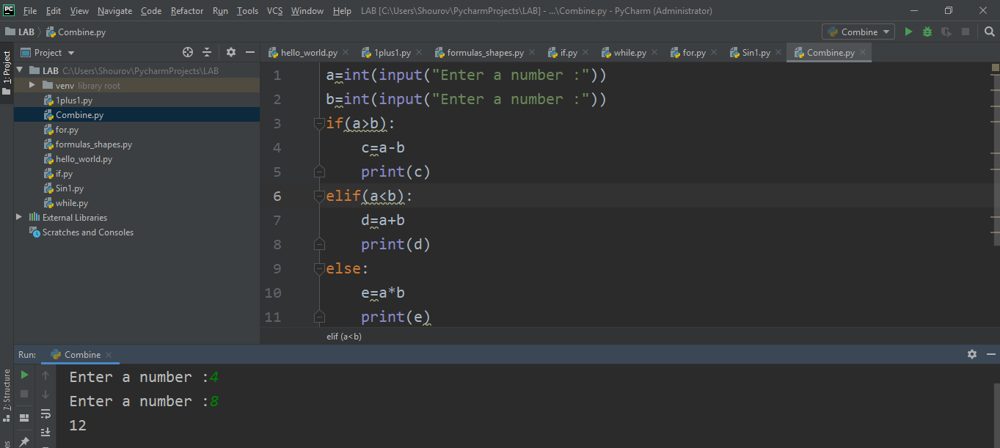 PC File Edit View Navigate Code Refactor Run Tools VCS Window Help LAB [C:\Users\Shourov\PycharmProjects\LAB] - ...\Combine.py - PyCharm (Administrator)
LAB Combine.py Combine
1: Project
Project
hello_world.py 1plus1.py formulas_shapes.py if.py while.py for.py Sin1.py Combine.py
LAB C:\Users\Shourov\PycharmProjects\LAB
venv library root
1plus1.py
Combine.py
for.py
formulas_shapes.py
hello_world.py
if.py
Sin1.py
while.py
External Libraries
Scratches and Consoles
1 a=int(input("Enter a number :"))
2 b=int(input("Enter a number :"))
3 if(a>b):
4     c=a-b
5     print(c)
6 elif(a<b):
7     d=a+b
8     print(d)
9 else:
10     e=a*b
11     print(e)
elif (a<b)
Run: Combine
7: Structure
Enter a number :4
Enter a number :8
12